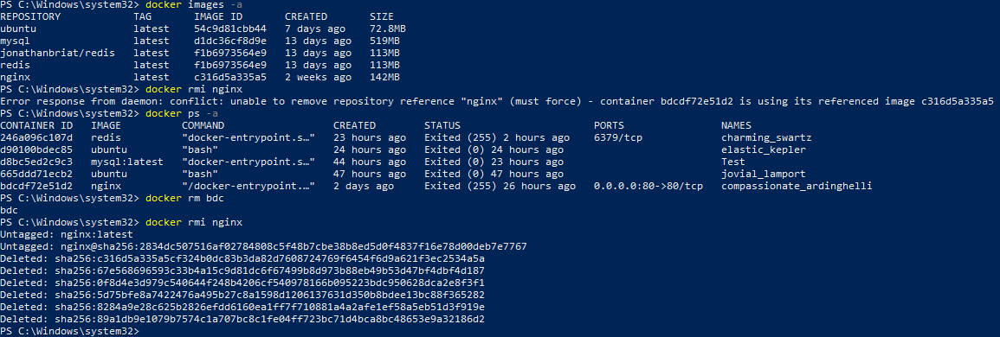 PS C:\Windows\system32> docker images -a
REPOSITORY TAG IMAGE ID CREATED SIZE
ubuntu latest 54c9d81cbb44 7 days ago 72.8MB
mysql latest d1dc36cf8d9e 13 days ago 519MB
jonathanbriat/redis latest f1b6973564e9 13 days ago 113MB
redis latest f1b6973564e9 13 days ago 113MB
nginx latest c316d5a335a5 2 weeks ago 142MB
PS C:\Windows\system32> docker rmi nginx
Error response from daemon: conflict: unable to remove repository reference "nginx" (must force) - container bdcdf72e51d2 is using its referenced image c316d5a335a5
PS C:\Windows\system32> docker ps -a
CONTAINER ID IMAGE COMMAND CREATED STATUS PORTS NAMES
246a096c107d redis "docker-entrypoint.s…" 23 hours ago Exited (255) 2 hours ago 6379/tcp charming_swartz
d90100bdec85 ubuntu "bash" 24 hours ago Exited (0) 24 hours ago elastic_kepler
d8bc5ed2c9c3 mysql:latest "docker-entrypoint.s…" 44 hours ago Exited (0) 23 hours ago Test
665ddd71ecb2 ubuntu "bash" 47 hours ago Exited (0) 47 hours ago jovial_lamport
bdcdf72e51d2 nginx "/docker-entrypoint.…" 2 days ago Exited (255) 26 hours ago 0.0.0.0:80->80/tcp compassionate_ardinghelli
PS C:\Windows\system32> docker rm bdc
bdc
PS C:\Windows\system32> docker rmi nginx
Untagged: nginx:latest
Untagged: nginx@sha256:2834dc507516af02784808c5f48b7cbe38b8ed5d0f4837f16e78d00deb7e7767
Deleted: sha256:c316d5a335a5cf324b0dc83b3da82d7608724769f6454f6d9a621f3ec2534a5a
Deleted: sha256:67e568696593c33b4a15c9d81dc6f67499b8d973b88eb49b53d47bf4dbf4d187
Deleted: sha256:0f8d4e3d979c540644f248b4206cf540978166b095223bdc950628dca2e8f3f1
Deleted: sha256:5d75bfe8a7422476a495b27c8a1598d1206137631d350b8bdee13bc88f365282
Deleted: sha256:8284a9e28c625b2826efdd6160ea1ff7f710881a4a2afe1ef58a5eb51d3f919e
Deleted: sha256:89a1db9e1079b7574c1a707bc8c1fe04ff723bc71d4bca8bc48653e9a32186d2
PS C:\Windows\system32>